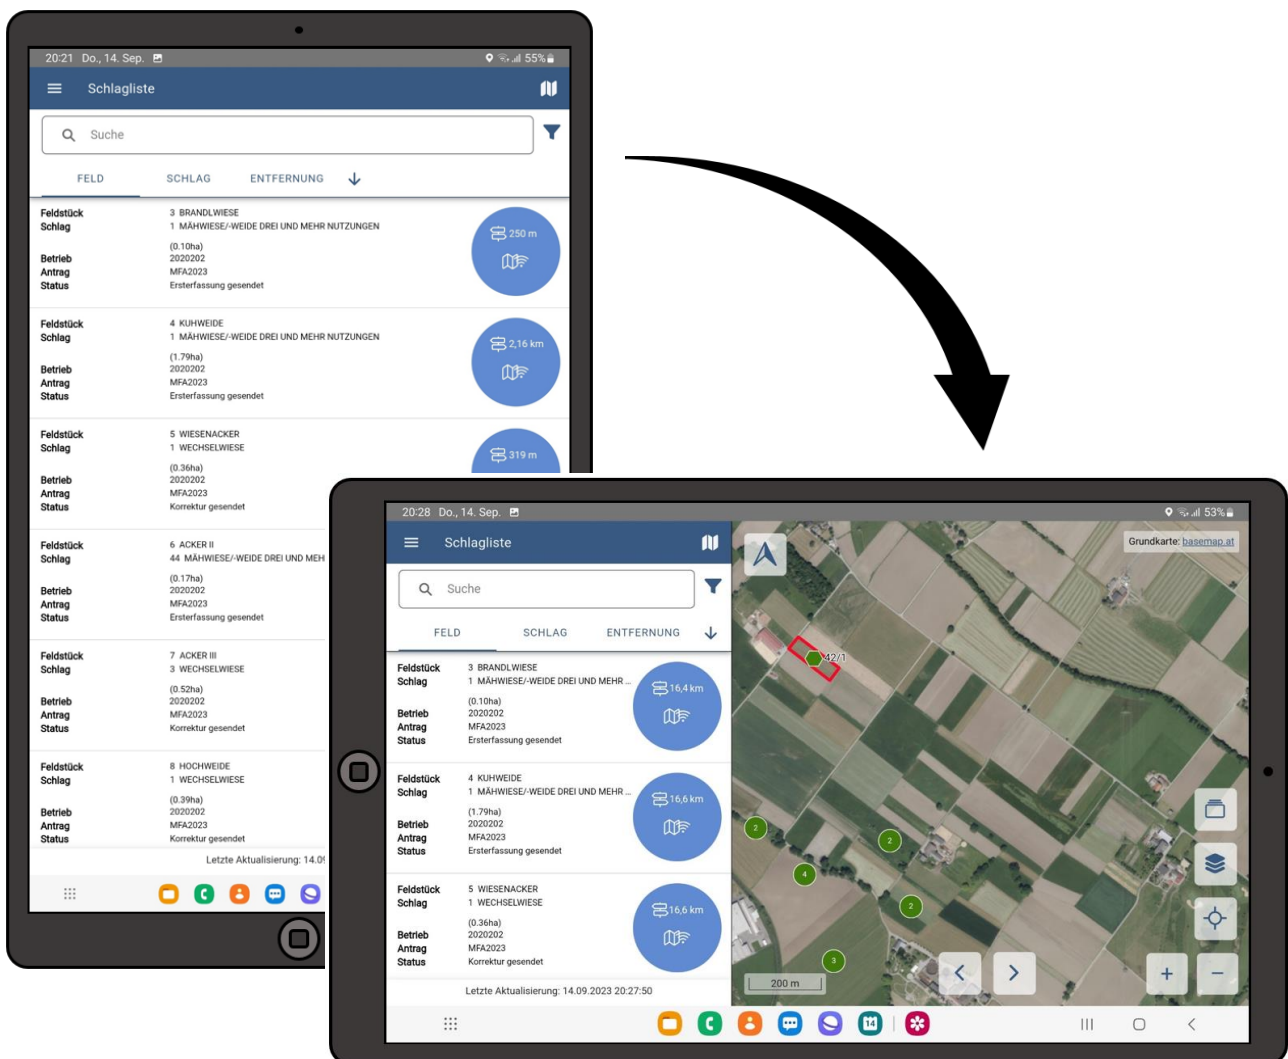 20:21 Do., 14. Sep.
55%
Schlagliste
Suche
FELD SCHLAG ENTFERNUNG
Feldstück 3 BRANDLWIESE
Schlag 1 MÄHWIESE/-WEIDE DREI UND MEHR NUTZUNGEN
250 m
(0.10ha)
Betrieb 2020202
Antrag MFA2023
Status Ersterfassung gesendet
Feldstück 4 KUHWEIDE
Schlag 1 MÄHWIESE/-WEIDE DREI UND MEHR NUTZUNGEN
2,16 km
(1.79ha)
Betrieb 2020202
Antrag MFA2023
Status Ersterfassung gesendet
Feldstück 5 WIESENACKER
Schlag 1 WECHSELWIESE
319 m
(0.36ha)
Betrieb 2020202
Antrag MFA2023
Status Korrektur gesendet
Feldstück 6 ACKER II
Schlag 44 MÄHWIESE/-WEIDE DREI UND MEH
(0.17ha)
Betrieb 2020202
Antrag MFA2023
Status Ersterfassung gesendet
Feldstück 7 ACKER III
Schlag 3 WECHSELWIESE
(0.52ha)
Betrieb 2020202
Antrag MFA2023
Status Korrektur gesendet
Feldstück 8 HOCHWEIDE
Schlag 1 WECHSELWIESE
(0.39ha)
Betrieb 2020202
Antrag MFA2023
Status Korrektur gesendet
Letzte Aktualisierung: 14.09
20:28 Do., 14. Sep.
53%
Schlagliste
Suche
FELD SCHLAG ENTFERNUNG
Feldstück 3 BRANDLWIESE
Schlag 1 MÄHWIESE/-WEIDE DREI UND MEHR ...
16,4 km
(0.10ha)
Betrieb 2020202
Antrag MFA2023
Status Ersterfassung gesendet
Feldstück 4 KUHWEIDE
Schlag 1 MÄHWIESE/-WEIDE DREI UND MEHR ...
16,6 km
(1.79ha)
Betrieb 2020202
Antrag MFA2023
Status Ersterfassung gesendet
Feldstück 5 WIESENACKER
Schlag 1 WECHSELWIESE
16,6 km
(0.36ha)
Betrieb 2020202
Antrag MFA2023
Status Korrektur gesendet
Letzte Aktualisierung: 14.09.2023 20:27:50
Grundkarte: basemap.at
42/1
2
2
4
2
3
200 m
14